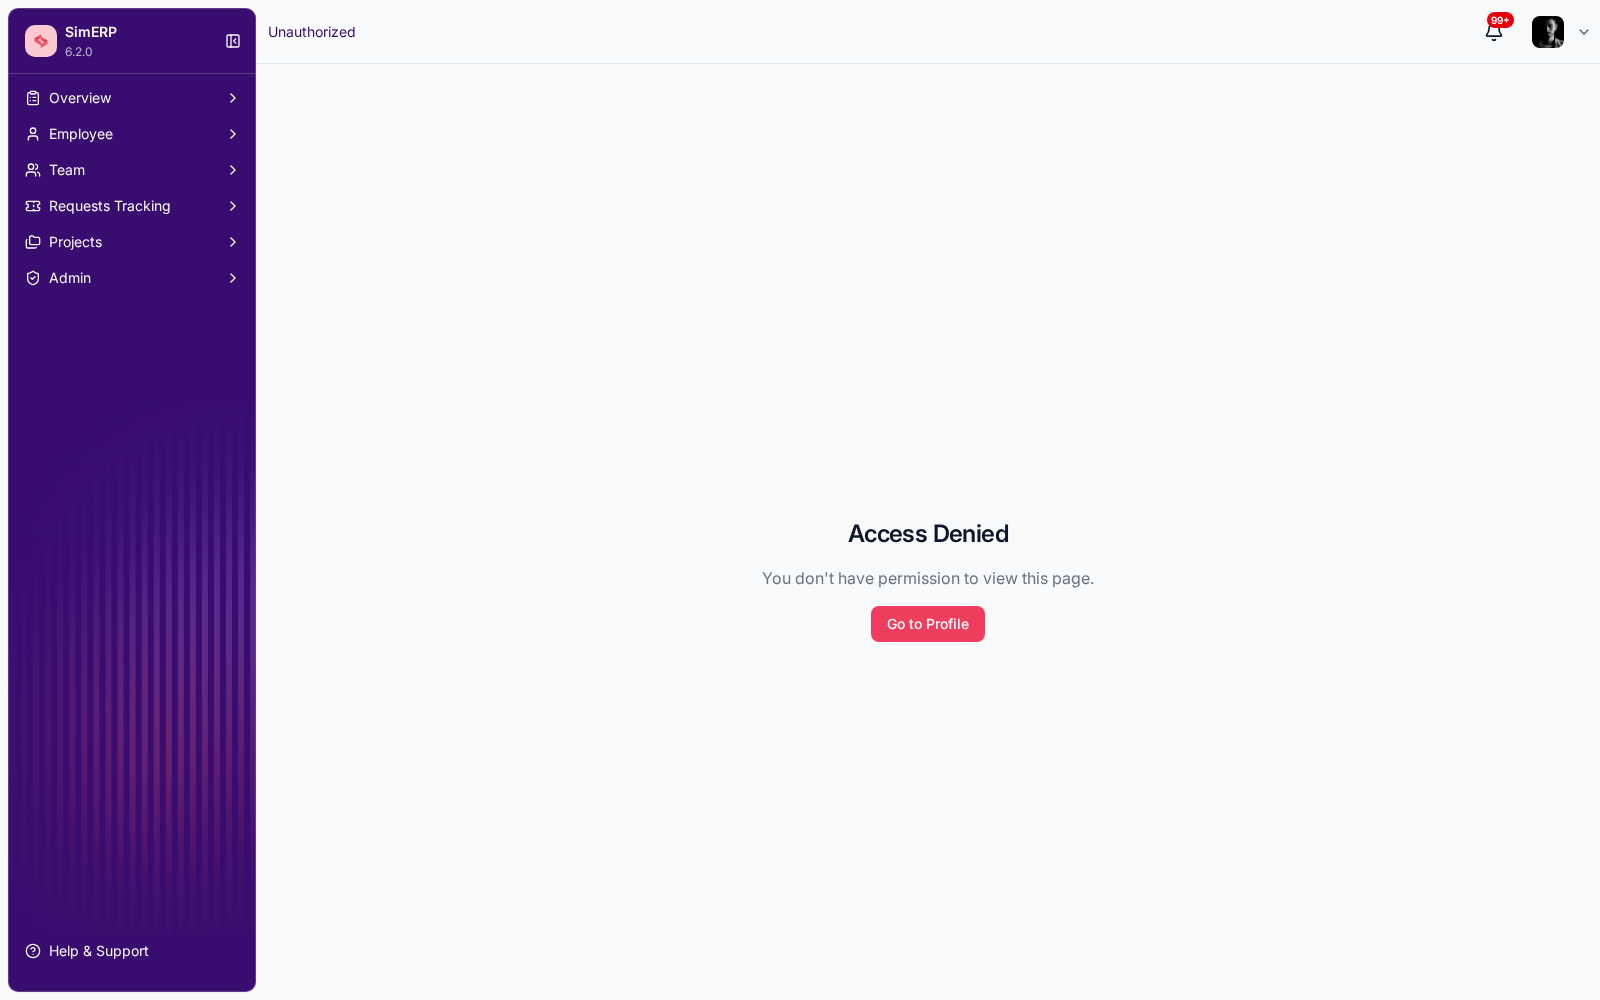 SimERP
6.2.0
Overview
Employee
Team
Requests Tracking
Projects
Admin
Help & Support
Unauthorized
99+
Access Denied
You don't have permission to view this page.
Go to Profile